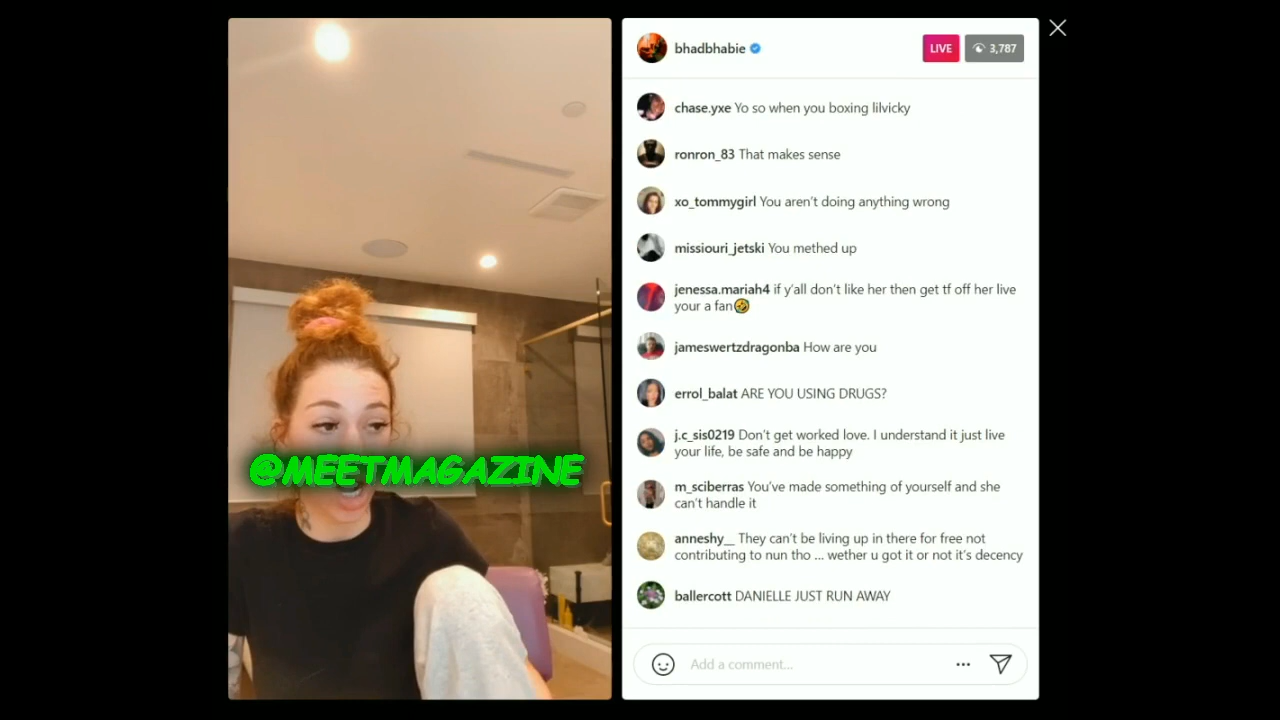 @MEETMAGAZINE
bhadbhabie
LIVE
3,787
chase.yxe Yo so when you boxing lilvicky
ronron_83 That makes sense
xo_tommygirl You aren't doing anything wrong
missiouri_jetski You methed up
jenessa.mariah4 if y'all don't like her then get tf off her live
your a fan🤣
jameswertzdragonba How are you
errol_balat ARE YOU USING DRUGS?
j.c_sis0219 Don't get worked love. I understand it just live
your life, be safe and be happy
m_sciberras You've made something of yourself and she
can't handle it
anneshy__ They can't be living up in there for free not
contributing to nun tho ... wether u got it or not it's decency
ballercott DANIELLE JUST RUN AWAY
Add a comment...